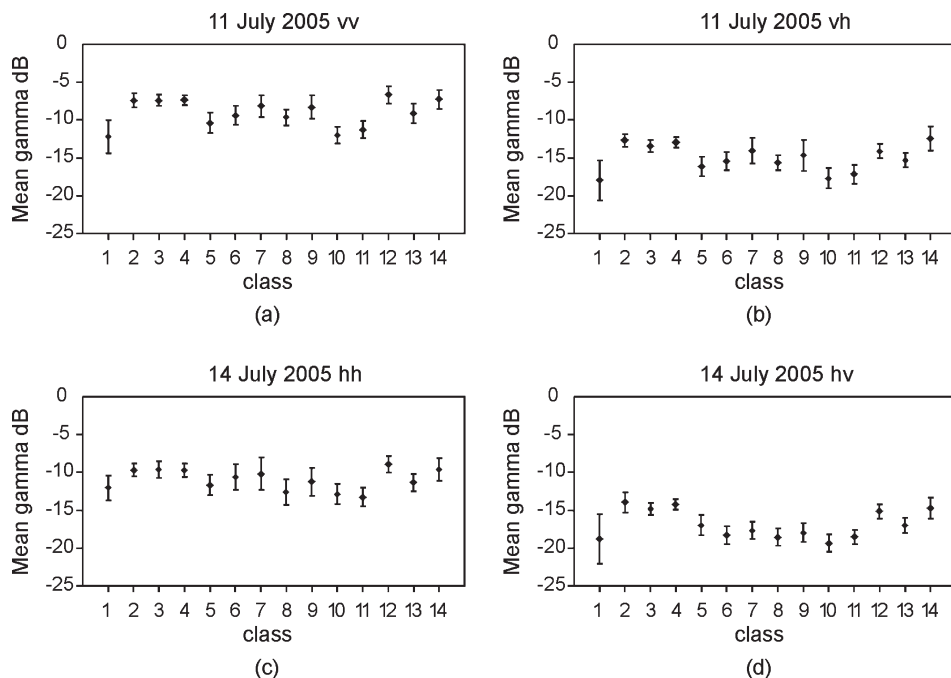 11 July 2005 vv
Mean gamma dB
0
-5
-10
-15
-20
-25
1 2 3 4 5 6 7 8 9 10 11 12 13 14
class
(a)
11 July 2005 vh
Mean gamma dB
0
-5
-10
-15
-20
-25
1 2 3 4 5 6 7 8 9 10 11 12 13 14
class
(b)
14 July 2005 hh
Mean gamma dB
0
-5
-10
-15
-20
-25
1 2 3 4 5 6 7 8 9 10 11 12 13 14
class
(c)
14 July 2005 hv
Mean gamma dB
0
-5
-10
-15
-20
-25
1 2 3 4 5 6 7 8 9 10 11 12 13 14
class
(d)